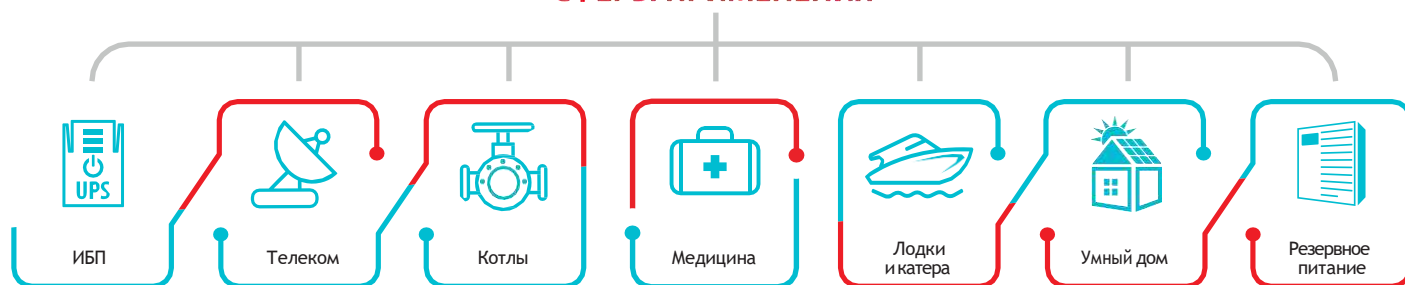 UPS
ИБП
Телеком
Котлы
Медицина
Лодки
и катера
Умный дом
Резервное
питание